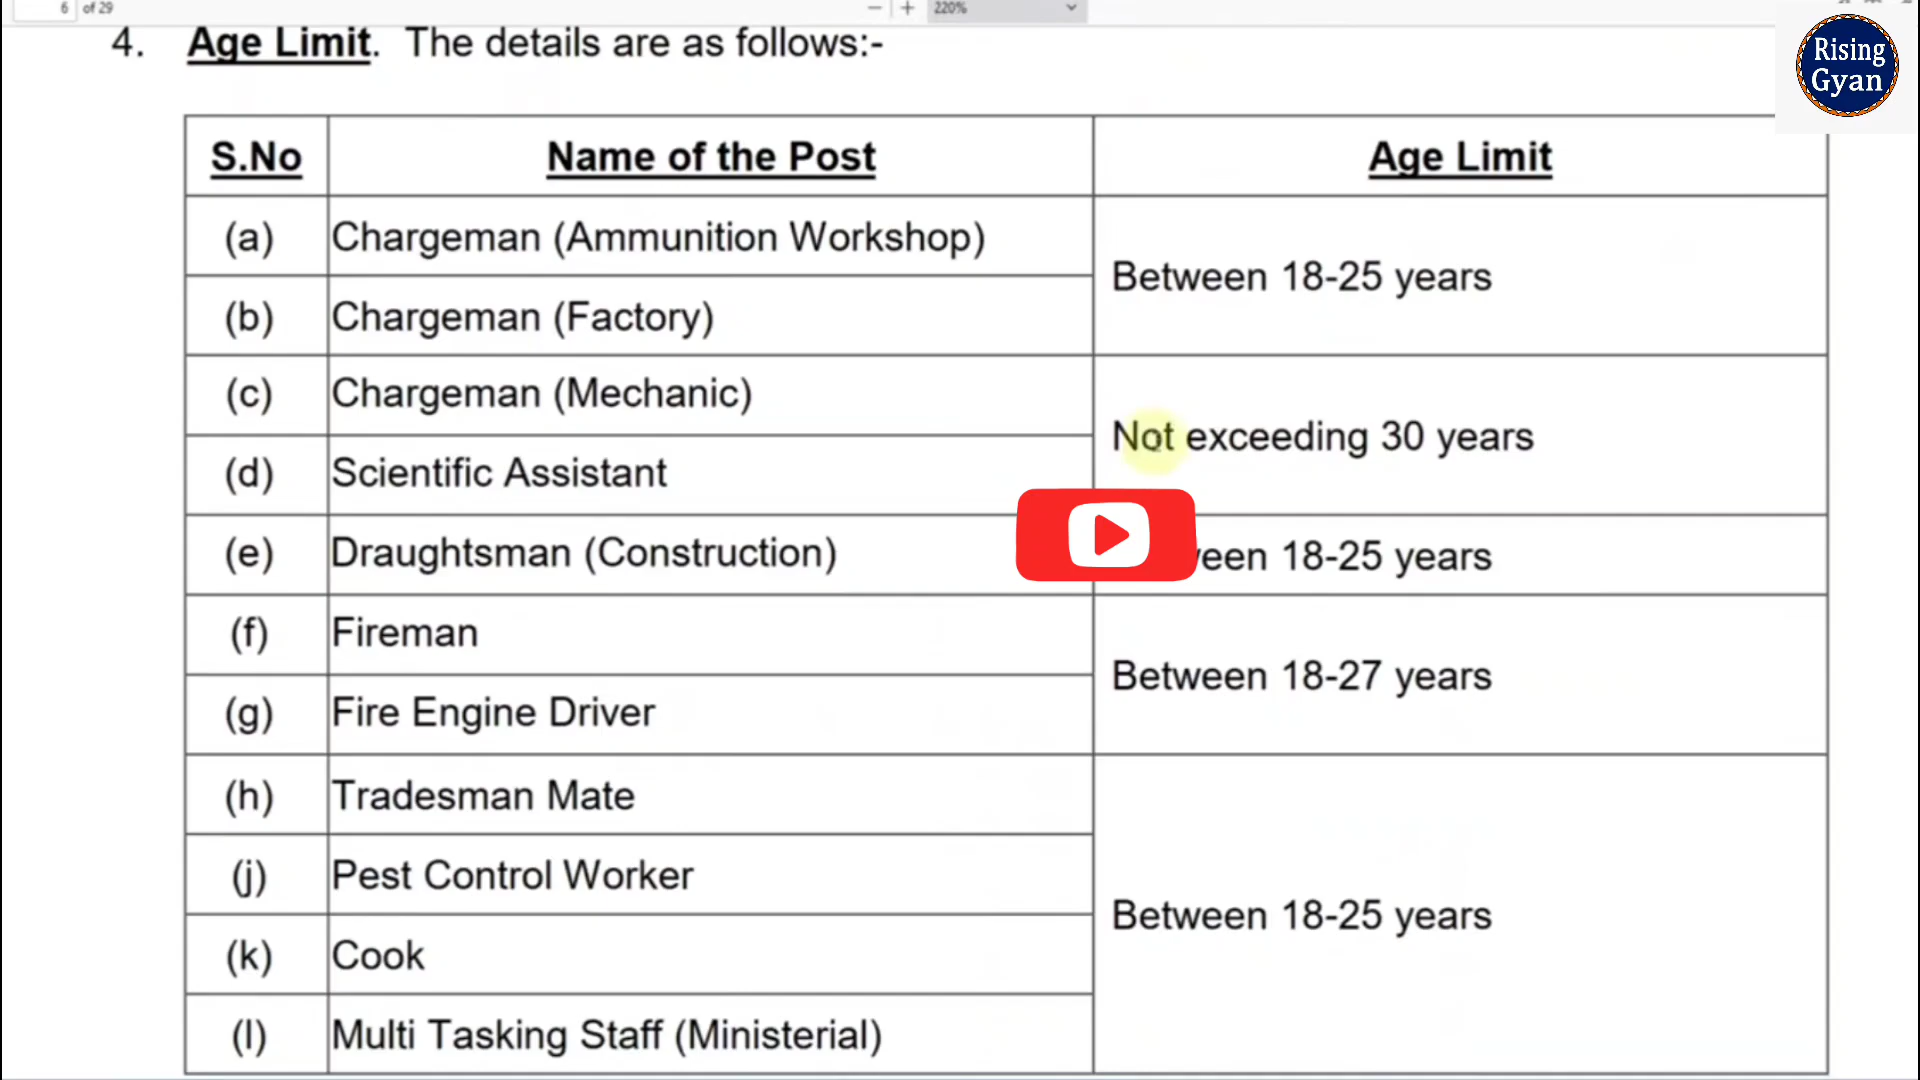 6 of 29
220%
4. Age Limit. The details are as follows:-
Rising
Gyan
S.No Name of the Post Age Limit
(a) Chargeman (Ammunition Workshop)
Between 18-25 years
(b) Chargeman (Factory)
(c) Chargeman (Mechanic)
Not exceeding 30 years
(d) Scientific Assistant
(e) Draughtsman (Construction) 18-25 years
(f) Fireman
Between 18-27 years
(g) Fire Engine Driver
(h) Tradesman Mate
(j) Pest Control Worker
Between 18-25 years
(k) Cook
(l) Multi Tasking Staff (Ministerial)